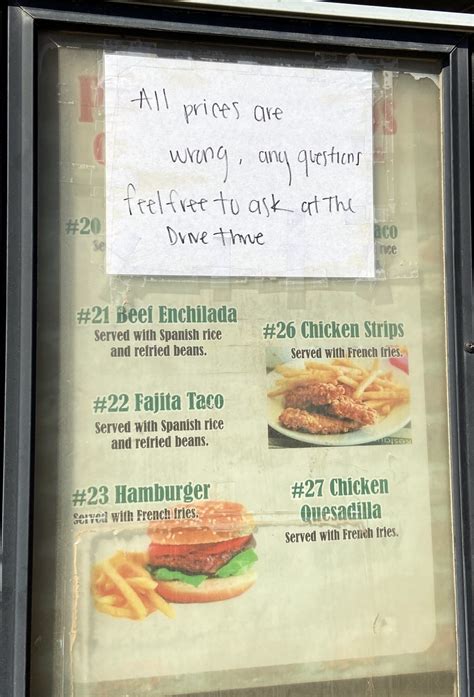 All prices are
wrong, any questions
feel free to ask at The
Drive thrue
#20
#21 Beef Enchilada
Served with Spanish rice
and refried beans.
#22 Fajita Taco
Served with Spanish rice
and refried beans.
#23 Hamburger
Served with French fries.
#26 Chicken Strips
Served with French fries.
#27 Chicken
Quesadilla
Served with French fries.